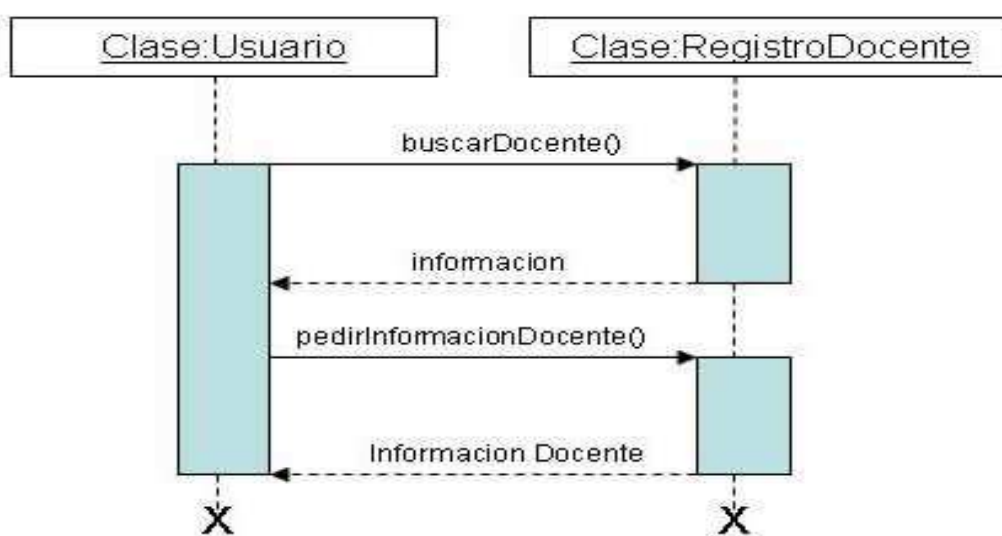 Clase:Usuario
Clase:RegistroDocente
buscarDocente()
informacion
pedirInformacionDocente()
Informacion Docente
X
X